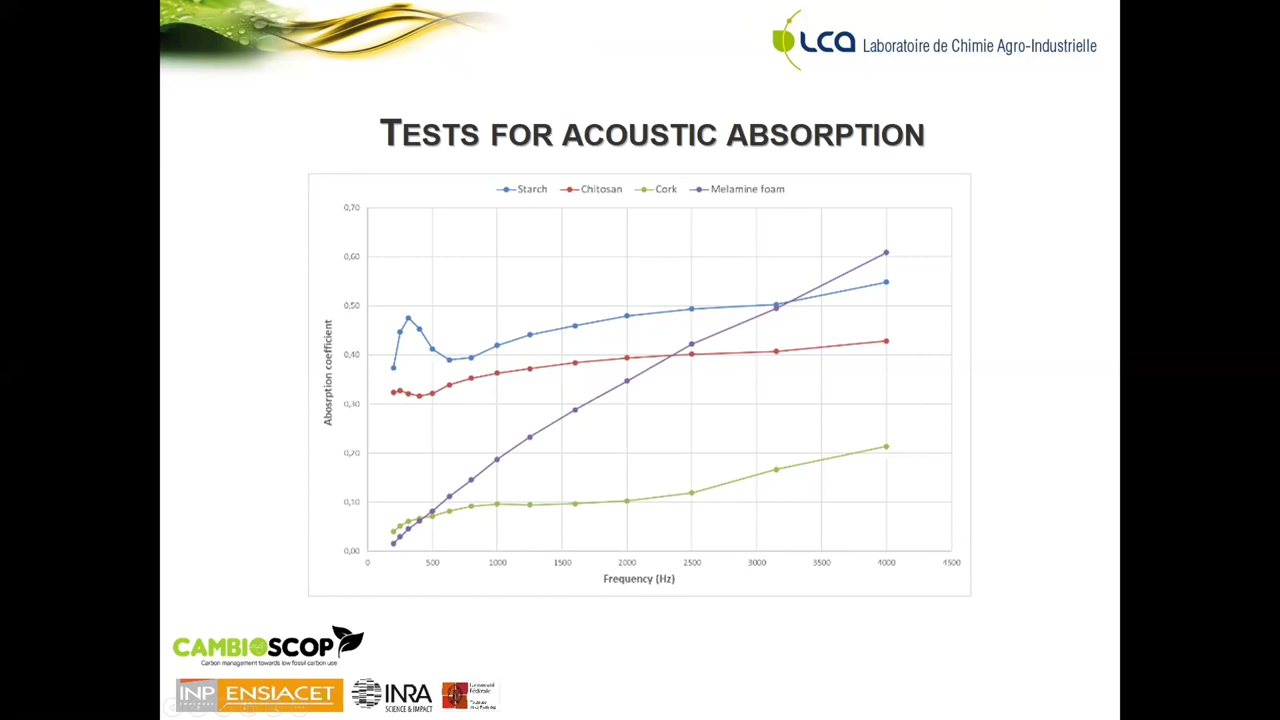 LCA Laboratoire de Chimie Agro-Industrielle
TESTS FOR ACOUSTIC ABSORPTION
Starch Chitosan Cork Melamine foam
0,70
0,60
0,50
0,40
0,30
0,20
0,10
0,00
Abosrption coefficient
0 500 1000 1500 2000 2500 3000 3500 4000 4500
Frequency (Hz)
CAMBIOSCOP
Carbon management towards low fossil carbon use
INP ENSIACET
INRA
SCIENCE & IMPACT
Université
Fédérale